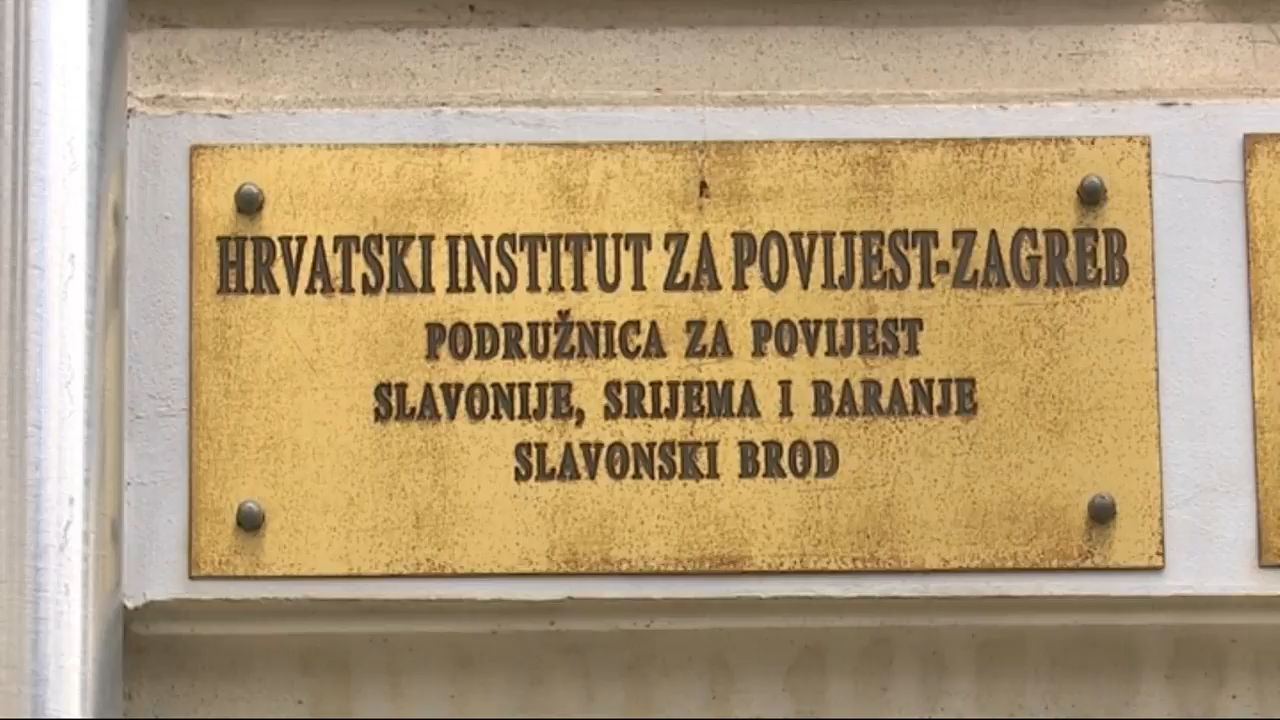 HRVATSKI INSTITUT ZA POVIJEST-ZAGREB
PODRUŽNICA ZA POVIJEST
SLAVONIJE, SRIJEMA I BARANJE
SLAVONSKI BROD